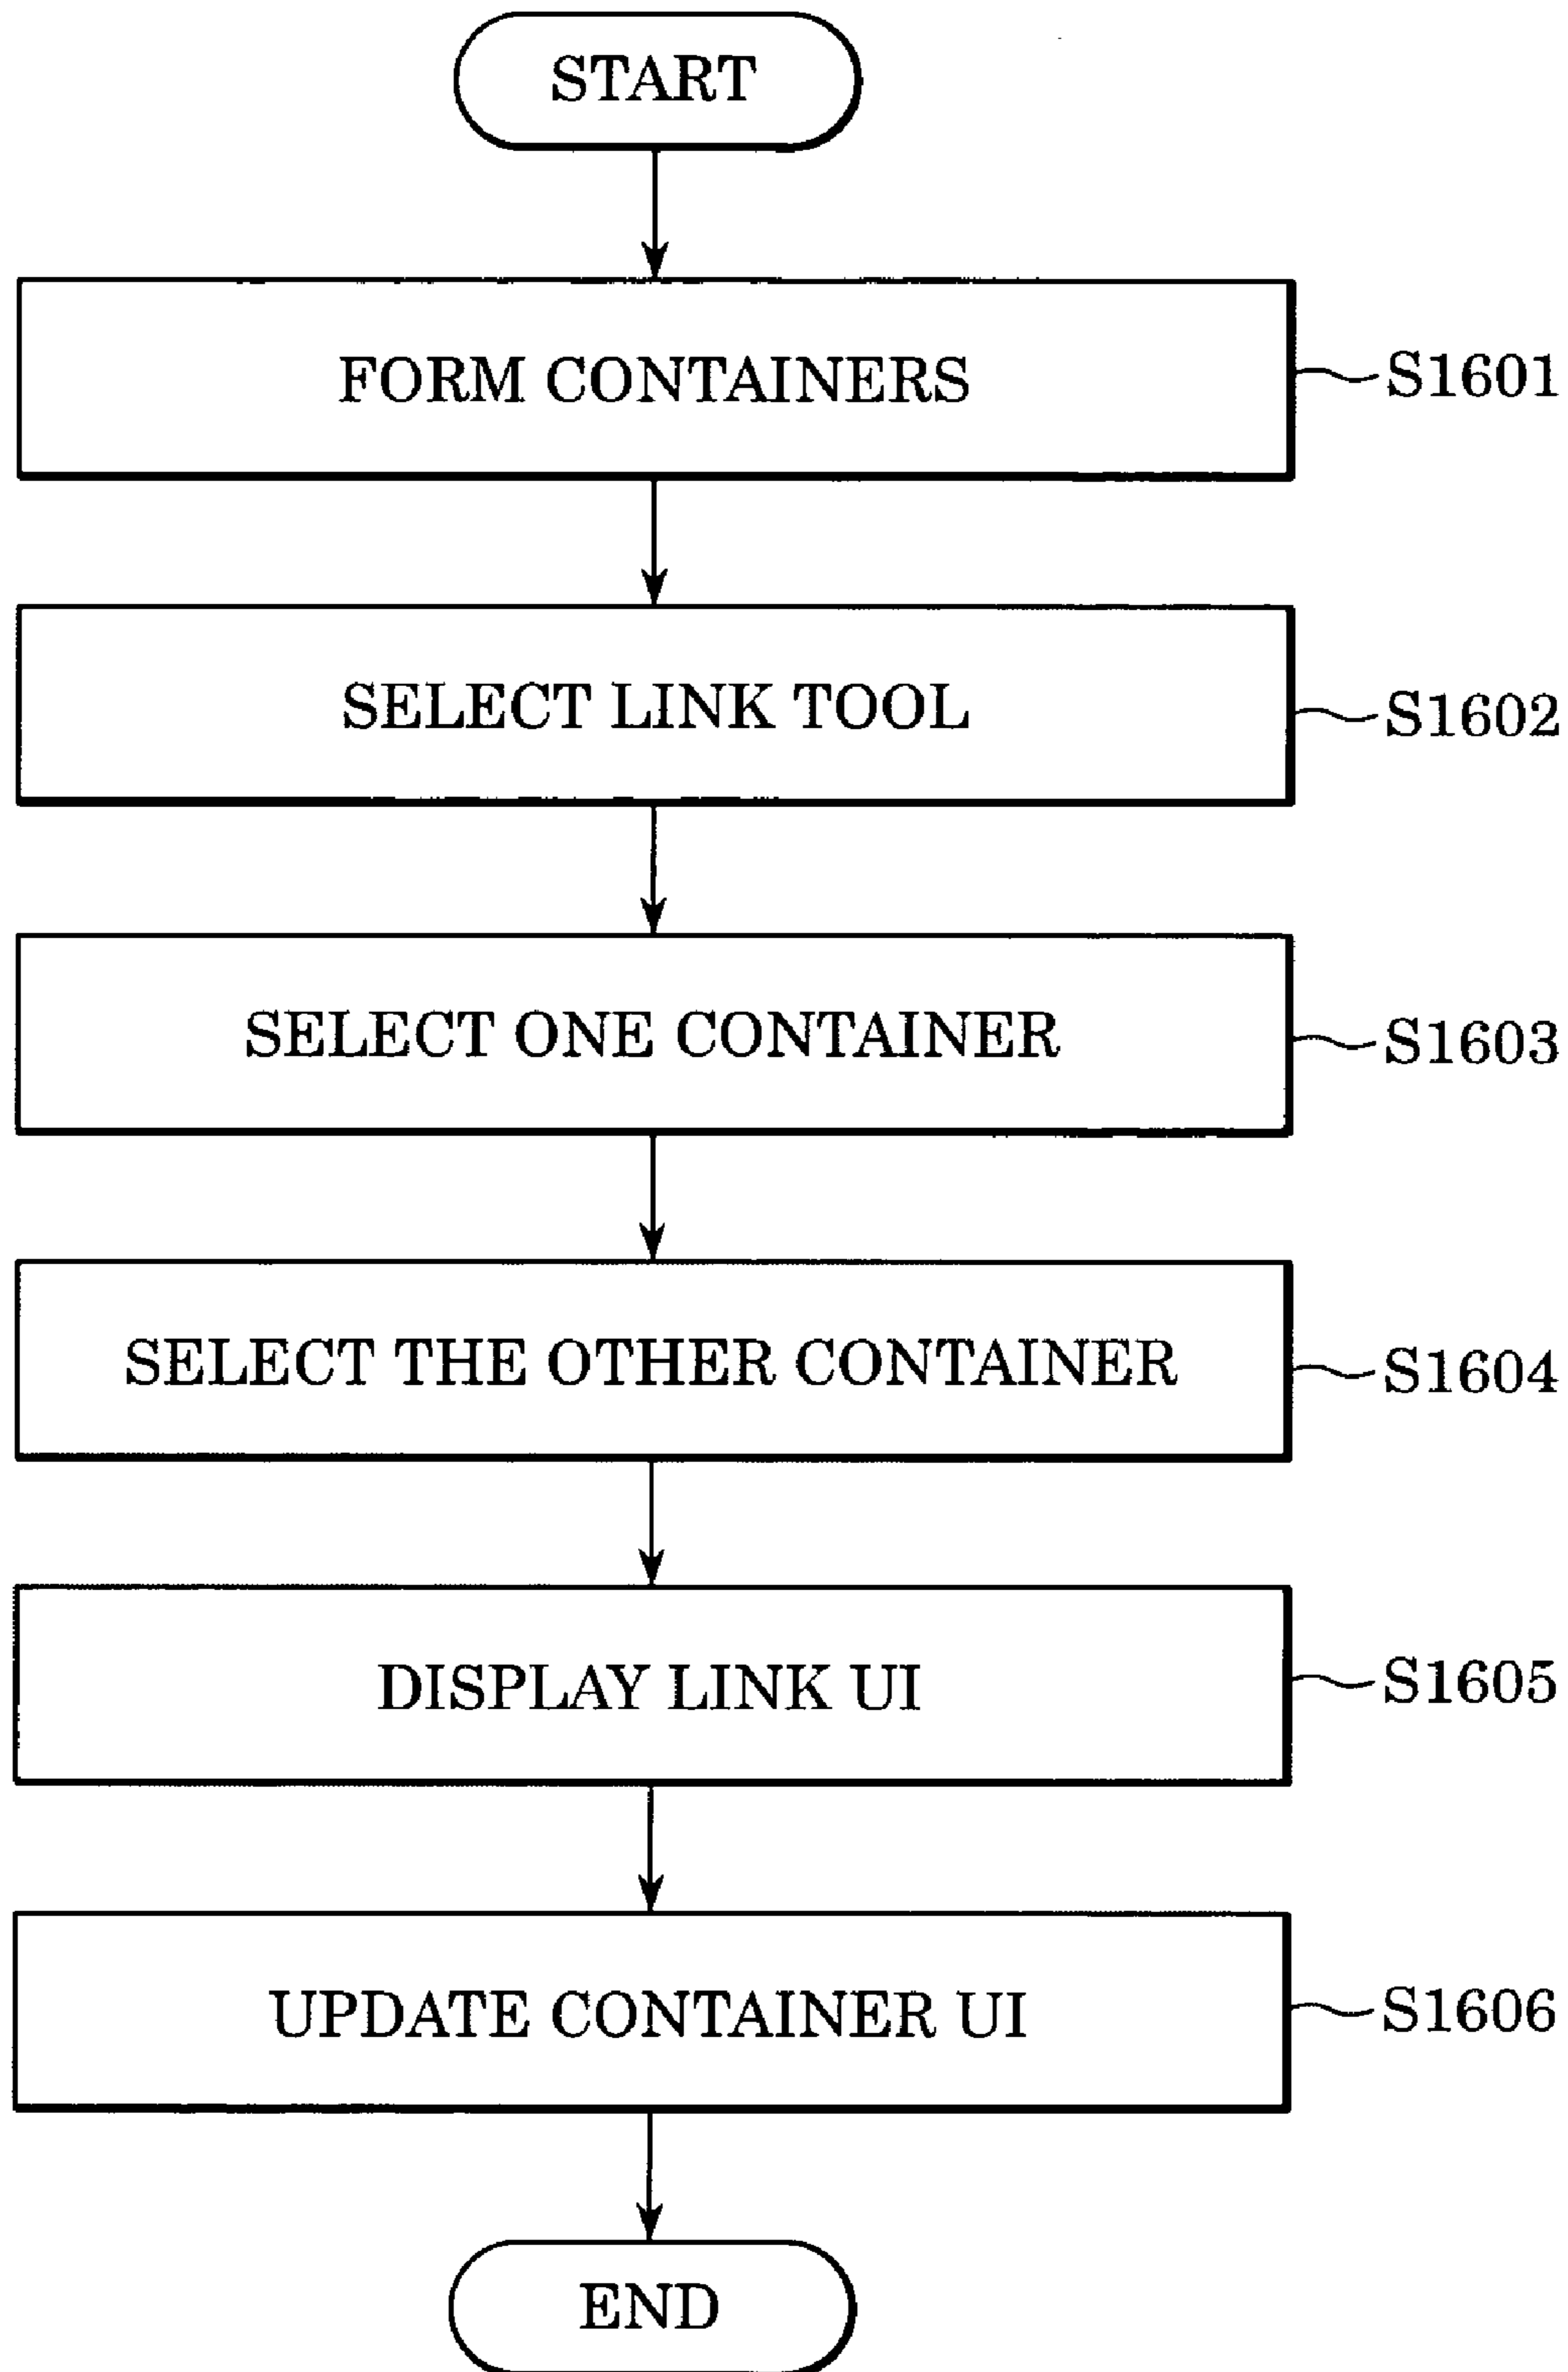 START
FORM CONTAINERS
S1601
SELECT LINK TOOL
S1602
SELECT ONE CONTAINER
S1603
SELECT THE OTHER CONTAINER
S1604
DISPLAY LINK UI
S1605
UPDATE CONTAINER UI
S1606
END